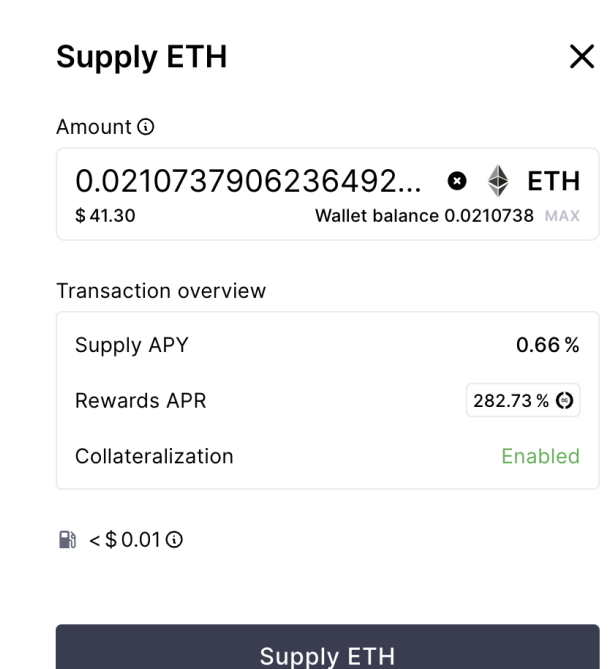 Supply ETH
Amount
0.0210737906236492... ETH
$ 41.30 Wallet balance 0.0210738 MAX
Transaction overview
Supply APY 0.66 %
Rewards APR 282.73 %
Collateralization Enabled
< $ 0.01
Supply ETH